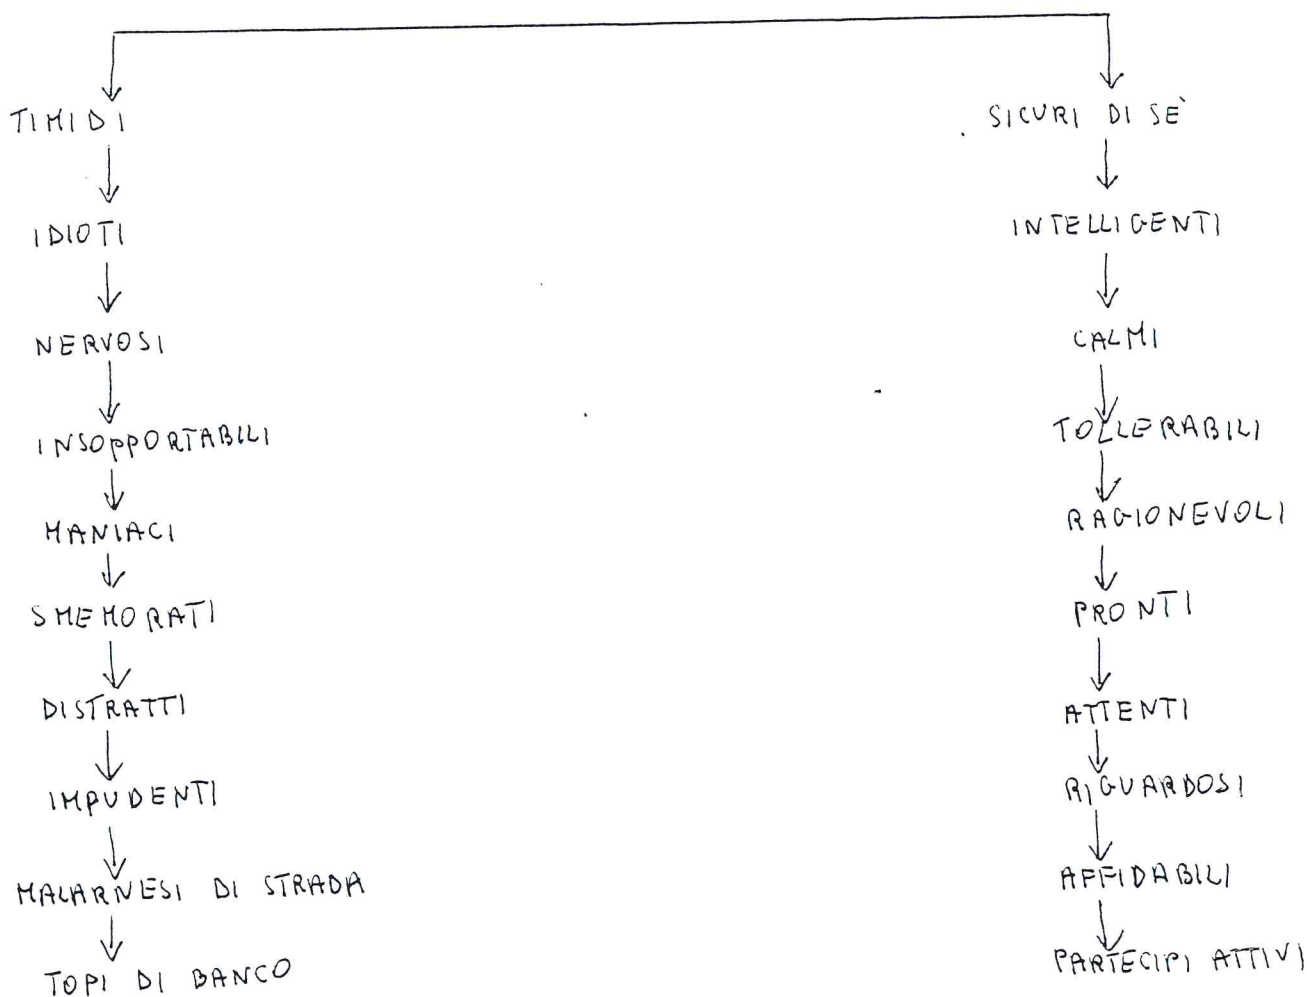 TIMIDI
IDIOTI
NERVOSI
INSOPPORTABILI
MANIACI
SMEMORATI
DISTRATTI
IMPUDENTI
MALARNESI DI STRADA
TOPI DI BANCO
SICURI DI SÈ
INTELLIGENTI
CALMI
TOLLERABILI
RAGIONEVOLI
PRONTI
ATTENTI
RIGUARDOSI
AFFIDABILI
PARTECIPI ATTIVI